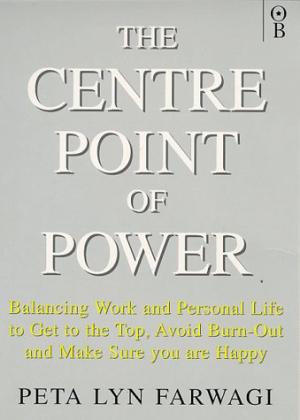 O
B
THE
CENTRE
POINT
OF
POWER
Balancing Work and Personal Life
to Get to the Top, Avoid Burn-Out
and Make Sure you are Happy
PETA LYN FARWAGI